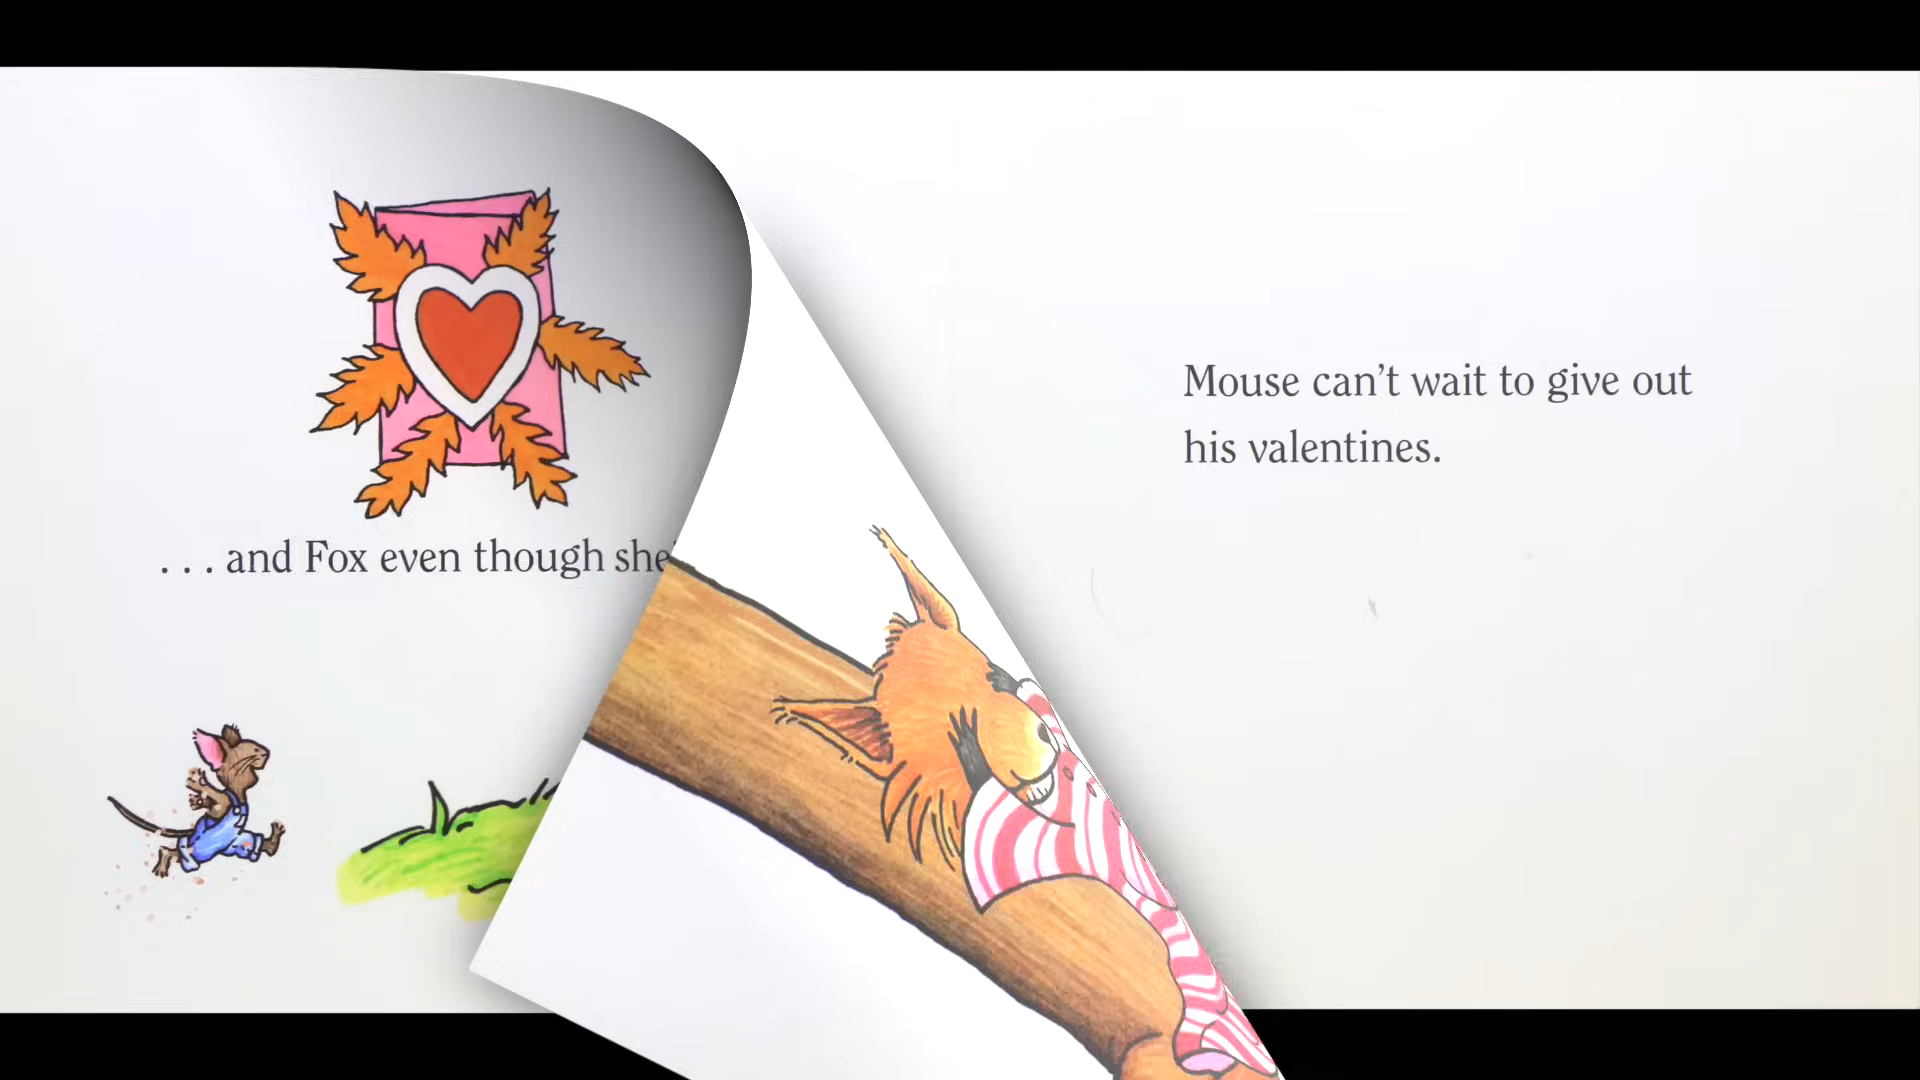 . . . and Fox even though she
Mouse can’t wait to give out
his valentines.